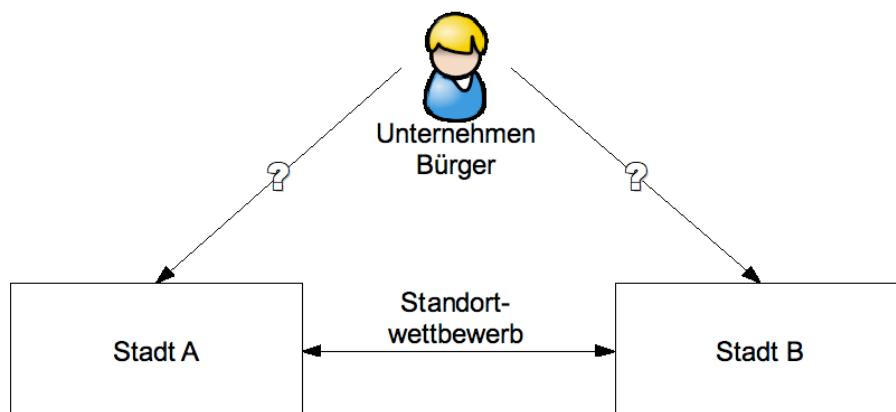 Unternehmen
Bürger
?
?
Standort-
wettbewerb
Stadt A
Stadt B